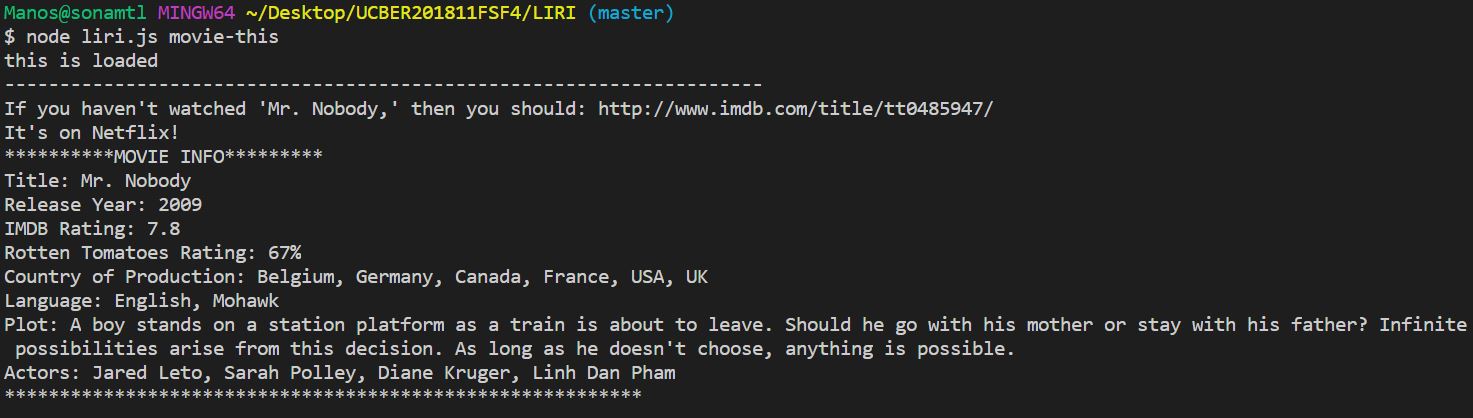 Manos@sonamtl MINGW64 ~/Desktop/UCBER201811FSF4/LIRI (master)
$ node liri.js movie-this
this is loaded
---------------------------------------------------------------------
If you haven't watched 'Mr. Nobody,' then you should: http://www.imdb.com/title/tt0485947/
It's on Netflix!
**********MOVIE INFO*********
Title: Mr. Nobody
Release Year: 2009
IMDB Rating: 7.8
Rotten Tomatoes Rating: 67%
Country of Production: Belgium, Germany, Canada, France, USA, UK
Language: English, Mohawk
Plot: A boy stands on a station platform as a train is about to leave. Should he go with his mother or stay with his father? Infinite
 possibilities arise from this decision. As long as he doesn't choose, anything is possible.
Actors: Jared Leto, Sarah Polley, Diane Kruger, Linh Dan Pham
**********************************************************